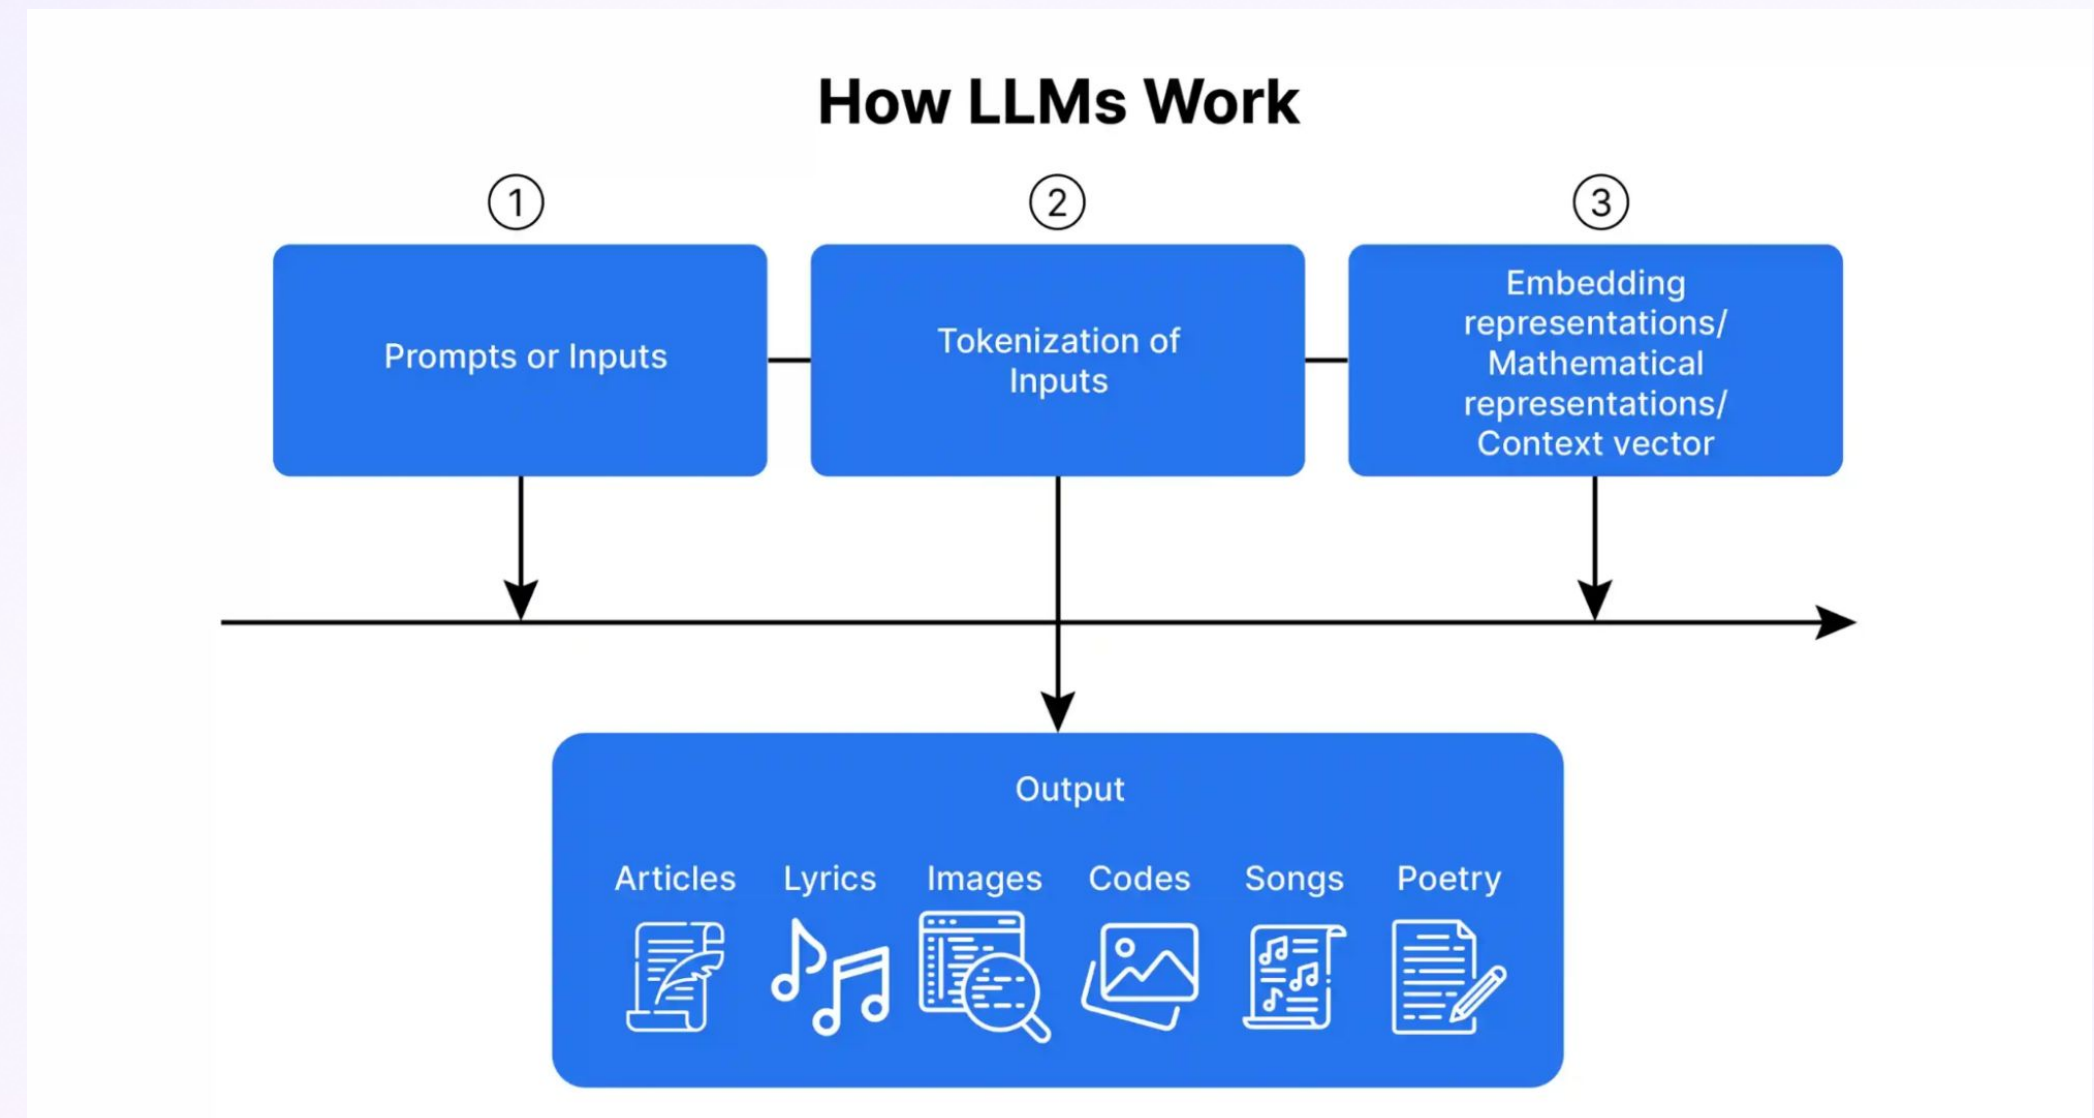 How LLMs Work
1
2
3
Prompts or Inputs
Tokenization of
Inputs
Embedding
representations/
Mathematical
representations/
Context vector
Output
Articles
Lyrics
Images
Codes
Songs
Poetry